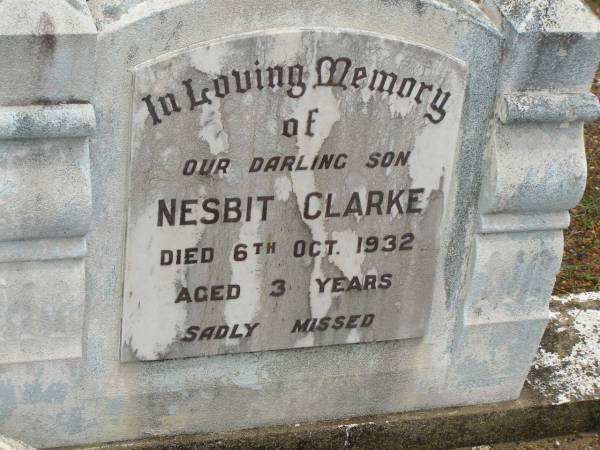 In Loving Memory
of
OUR DARLING SON
NESBIT CLARKE
DIED 6TH OCT. 1932
AGED 3 YEARS
SADLY MISSED